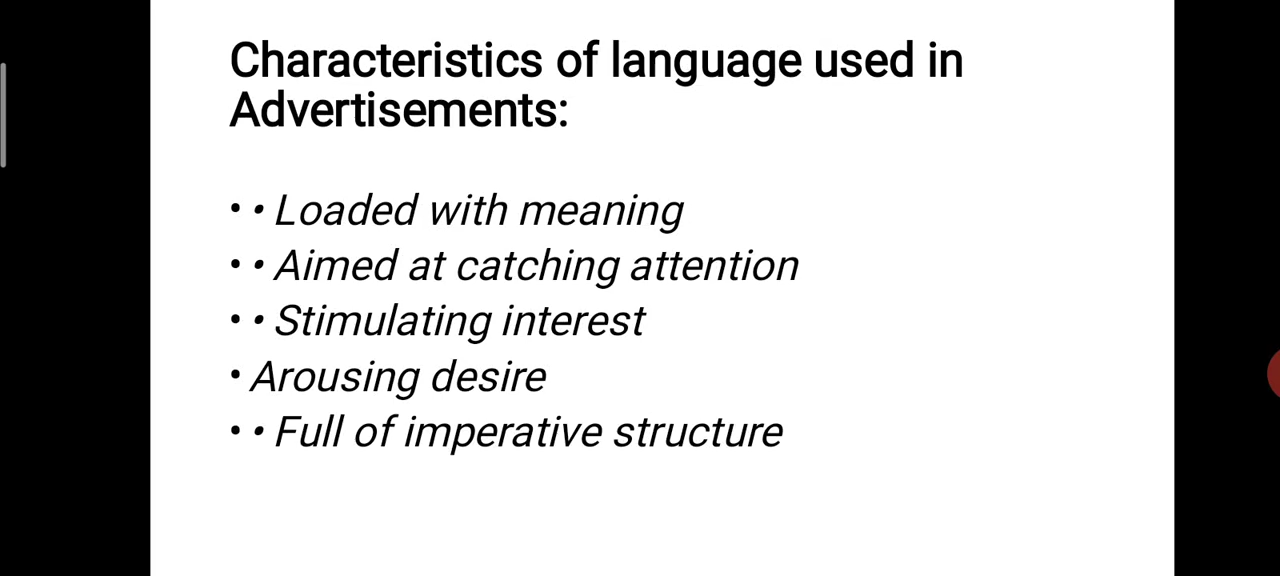 Characteristics of language used in
Advertisements:
• • Loaded with meaning
• • Aimed at catching attention
• • Stimulating interest
• Arousing desire
• • Full of imperative structure